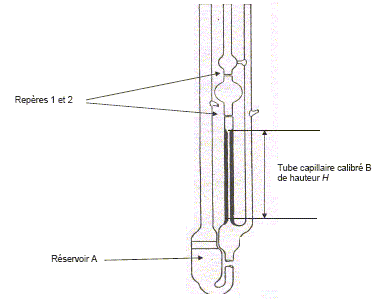 Repères 1 et 2
Tube capillaire calibré B
de hauteur H
Réservoir A